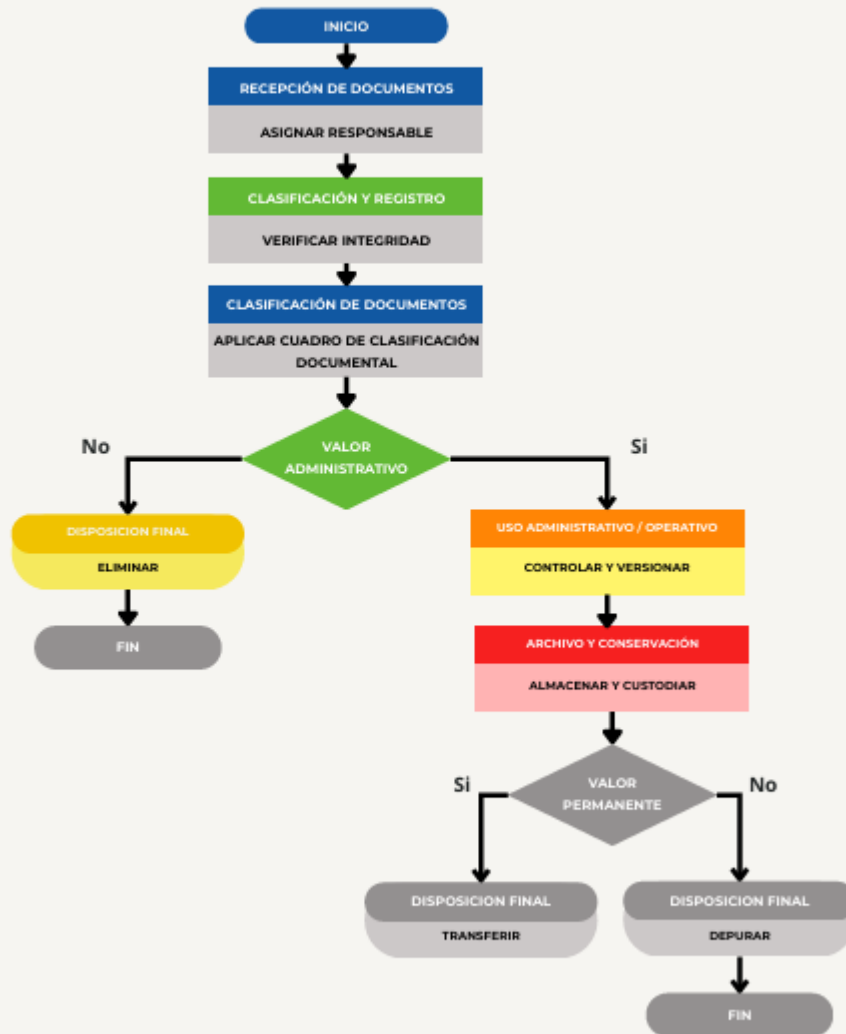 INICIO
RECEPCIÓN DE DOCUMENTOS
ASIGNAR RESPONSABLE
CLASIFICACIÓN Y REGISTRO
VERIFICAR INTEGRIDAD
CLASIFICACIÓN DE DOCUMENTOS
APLICAR CUADRO DE CLASIFICACIÓN
DOCUMENTAL
No
VALOR
ADMINISTRATIVO
Si
DISPOSICION FINAL
ELIMINAR
FIN
USO ADMINISTRATIVO / OPERATIVO
CONTROLAR Y VERSIONAR
ARCHIVO Y CONSERVACIÓN
ALMACENAR Y CUSTODIAR
Si
VALOR
PERMANENTE
No
DISPOSICION FINAL
TRANSFERIR
DISPOSICION FINAL
DEPURAR
FIN